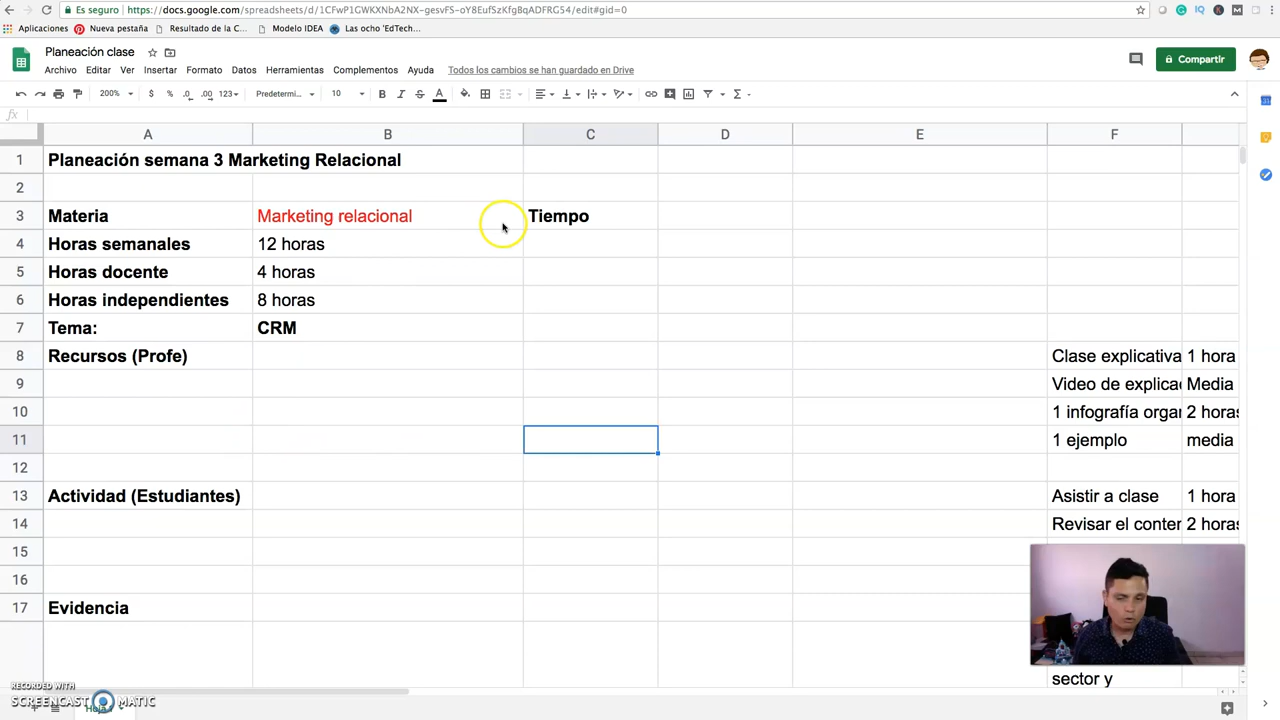 Es seguro https://docs.google.com/spreadsheets/d/1CFwP1GWKXNbA2NX-gesvFS-oY8EufSzKfgBqADFRG54/edit#gid=0
Aplicaciones Nueva pestaña Resultado de la C... Modelo IDEA Las ocho 'EdTech...
Planeación clase
Archivo Editar Ver Insertar Formato Datos Herramientas Complementos Ayuda Todos los cambios se han guardado en Drive
Compartir
200% $ % .0 .00 123 Predetermi... 10 B I S A
fx
A B C D E F
1 Planeación semana 3 Marketing Relacional
2
3 Materia Marketing relacional Tiempo
4 Horas semanales 12 horas
5 Horas docente 4 horas
6 Horas independientes 8 horas
7 Tema: CRM
8 Recursos (Profe) Clase explicativa 1 hora
9 Video de explica Media
10 1 infografía orga 2 horas
11 1 ejemplo media
12
13 Actividad (Estudiantes) Asistir a clase 1 hora
14 Revisar el conter 2 horas
15
16
17 Evidencia
sector y
RECORDED WITH
SCREENCAST MATIC